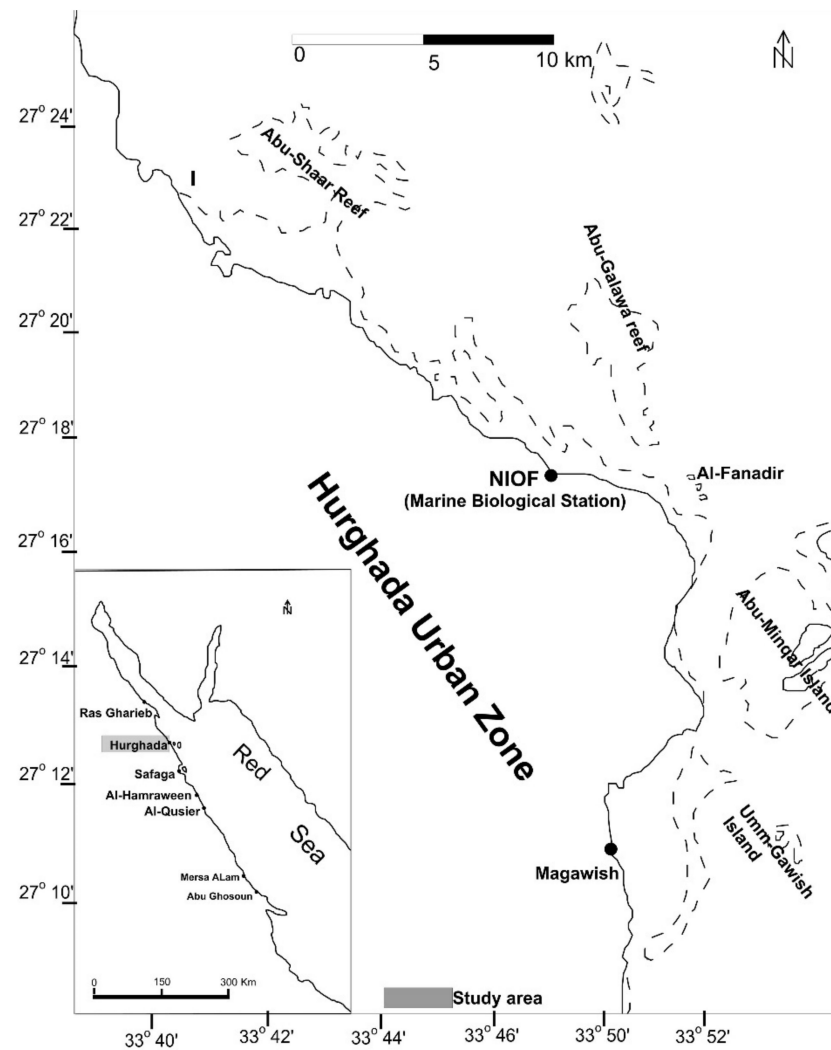 0 5 10 km
N
27° 24'
27° 22'
27° 20'
27° 18'
27° 16'
27° 14'
27° 12'
27° 10'
I
Abu-Shaar Reef
Abu-Galawa reef
Al-Fanadir
NIOF
(Marine Biological Station)
Hurghada Urban Zone
Abu-Minqar Island
Umm-Gawish
Island
Magawish
N
Ras Gharieb
Hurghada
Safaga
Al-Hamraween
Al-Qusier
Mersa ALam
Abu Ghosoun
Red
Sea
0 150 300 Km
Study area
33° 40' 33° 42' 33° 44' 33° 46' 33° 50' 33° 52'